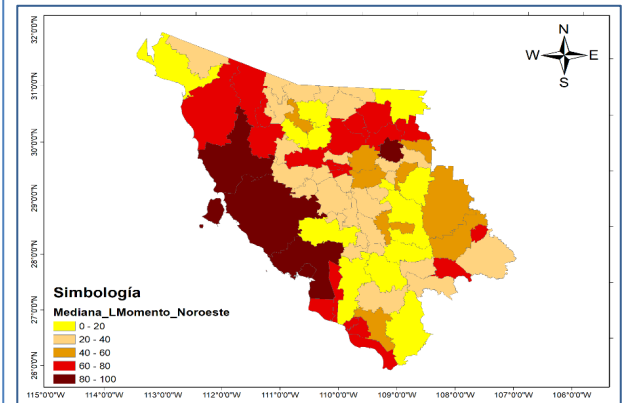 N
W E
S
32°0'0"N
31°0'0"N
30°0'0"N
29°0'0"N
28°0'0"N
27°0'0"N
26°0'0"N
Simbología
Mediana_LMomento_Noroeste
0 - 20
20 - 40
40 - 60
60 - 80
80 - 100
115°0'0"W 114°0'0"W 113°0'0"W 112°0'0"W 111°0'0"W 110°0'0"W 109°0'0"W 108°0'0"W 107°0'0"W 106°0'0"W